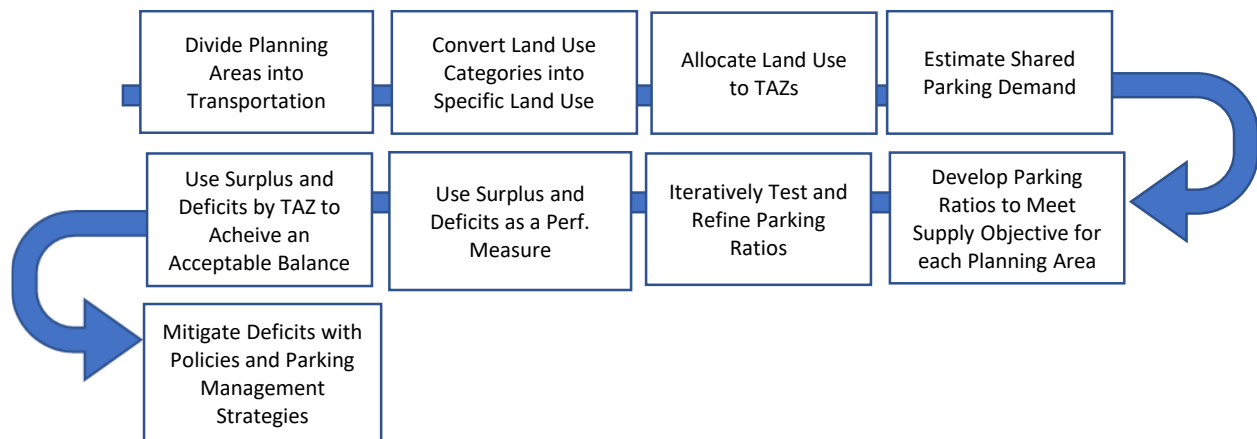 Divide Planning
Areas into
Transportation
Convert Land Use
Categories into
Specific Land Use
Allocate Land Use
to TAZs
Estimate Shared
Parking Demand
Develop Parking
Ratios to Meet
Supply Objective for
each Planning Area
Iteratively Test and
Refine Parking
Ratios
Use Surplus and
Deficits as a Perf.
Measure
Use Surplus and
Deficits by TAZ to
Acheive an
Acceptable Balance
Mitigate Deficits with
Policies and Parking
Management
Strategies